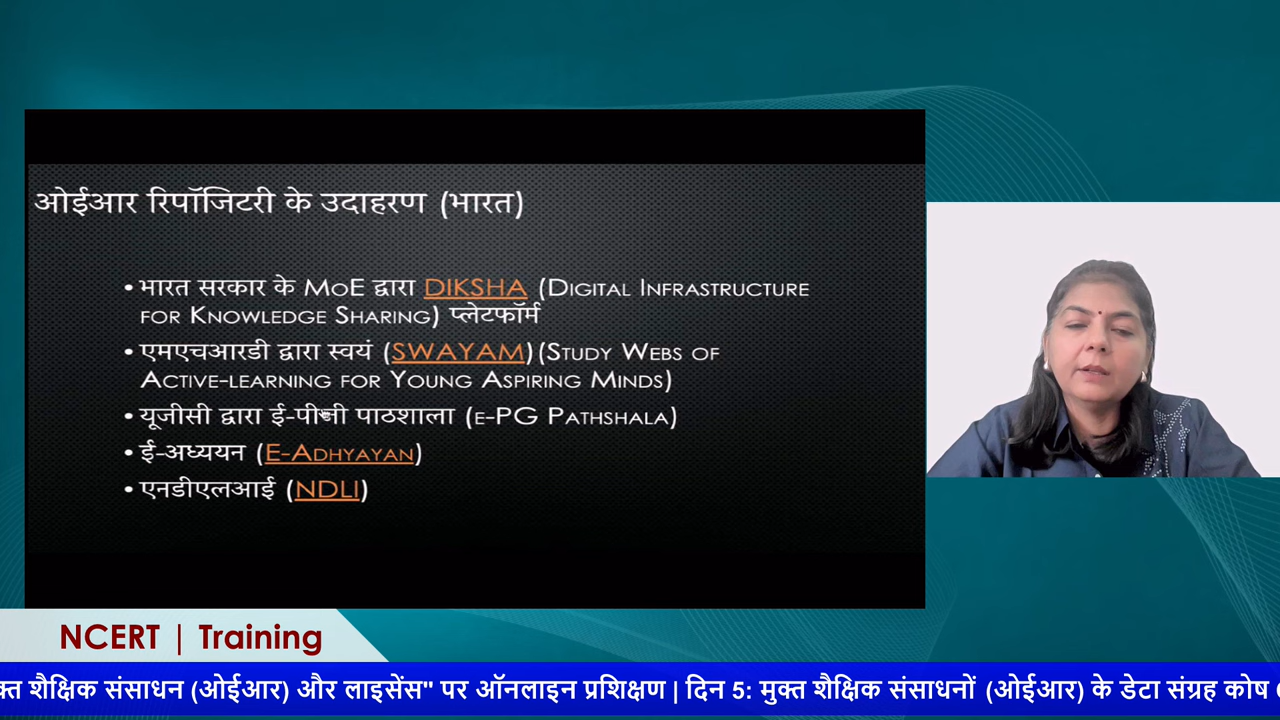 ओईआर रिपॉजिटरी के उदाहरण (भारत)
• भारत सरकार के MoE द्वारा DIKSHA (Digital Infrastructure
for Knowledge Sharing) प्लेटफॉर्म
• एमएचआरडी द्वारा स्वयं (SWAYAM)(Study Webs of
Active-learning for Young Aspiring Minds)
• यूजीसी द्वारा ई-पीजी पाठशाला (e-PG Pathshala)
• ई-अध्ययन (E-Adhyayan)
• एनडीएलआई (NDLI)
NCERT | Training
शैक्षिक संसाधन (ओईआर) और लाइसेंस" पर ऑनलाइन प्रशिक्षण | दिन 5: मुक्त शैक्षिक संसाधनों (ओईआर) के डेटा संग्रह कोष